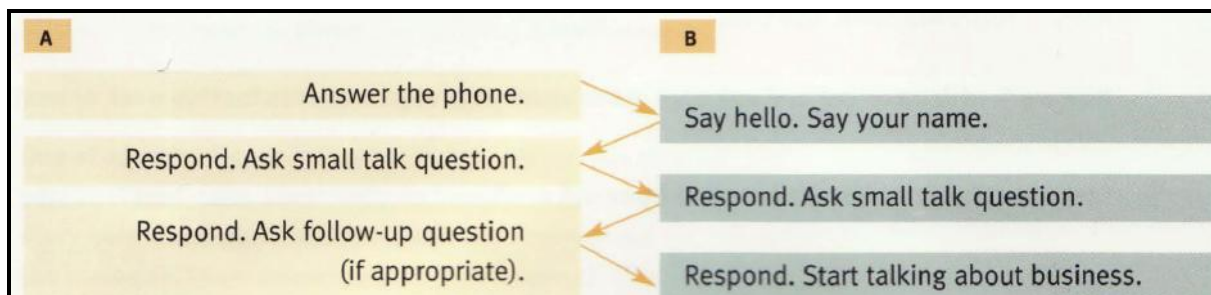 A
B
Answer the phone.
Say hello. Say your name.
Respond. Ask small talk question.
Respond. Ask small talk question.
Respond. Ask follow-up question
(if appropriate).
Respond. Start talking about business.